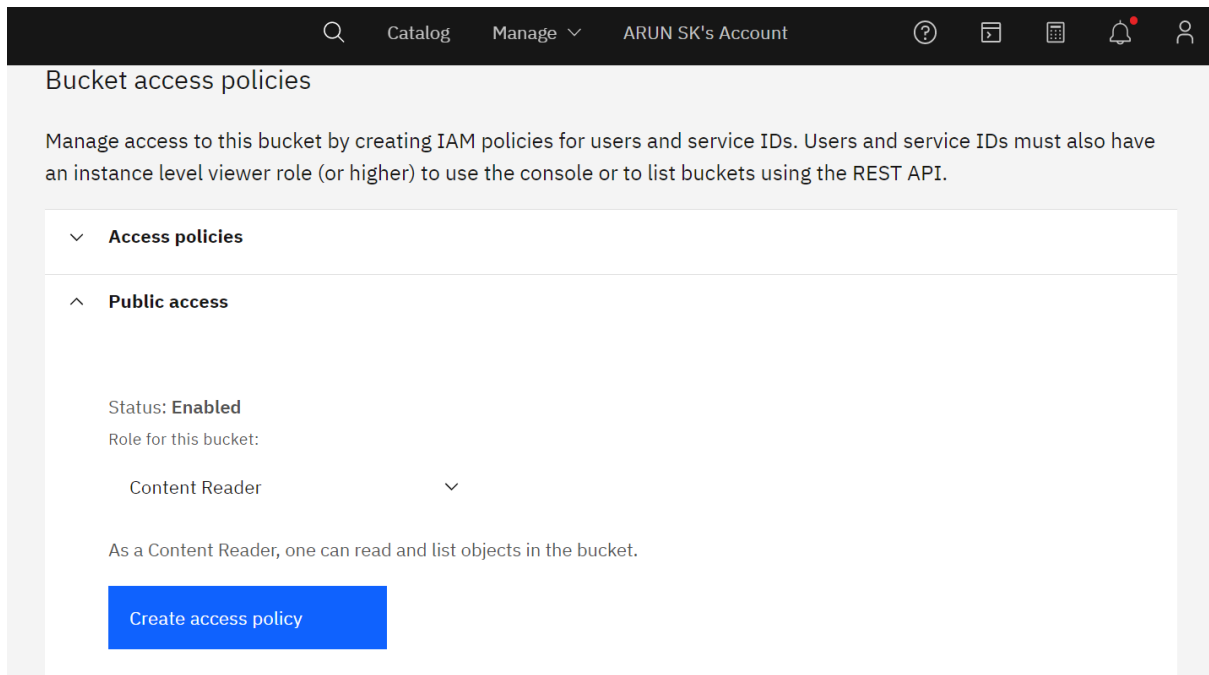 Catalog Manage ARUN SK's Account
Bucket access policies
Manage access to this bucket by creating IAM policies for users and service IDs. Users and service IDs must also have
an instance level viewer role (or higher) to use the console or to list buckets using the REST API.
Access policies
Public access
Status: Enabled
Role for this bucket:
Content Reader
As a Content Reader, one can read and list objects in the bucket.
Create access policy